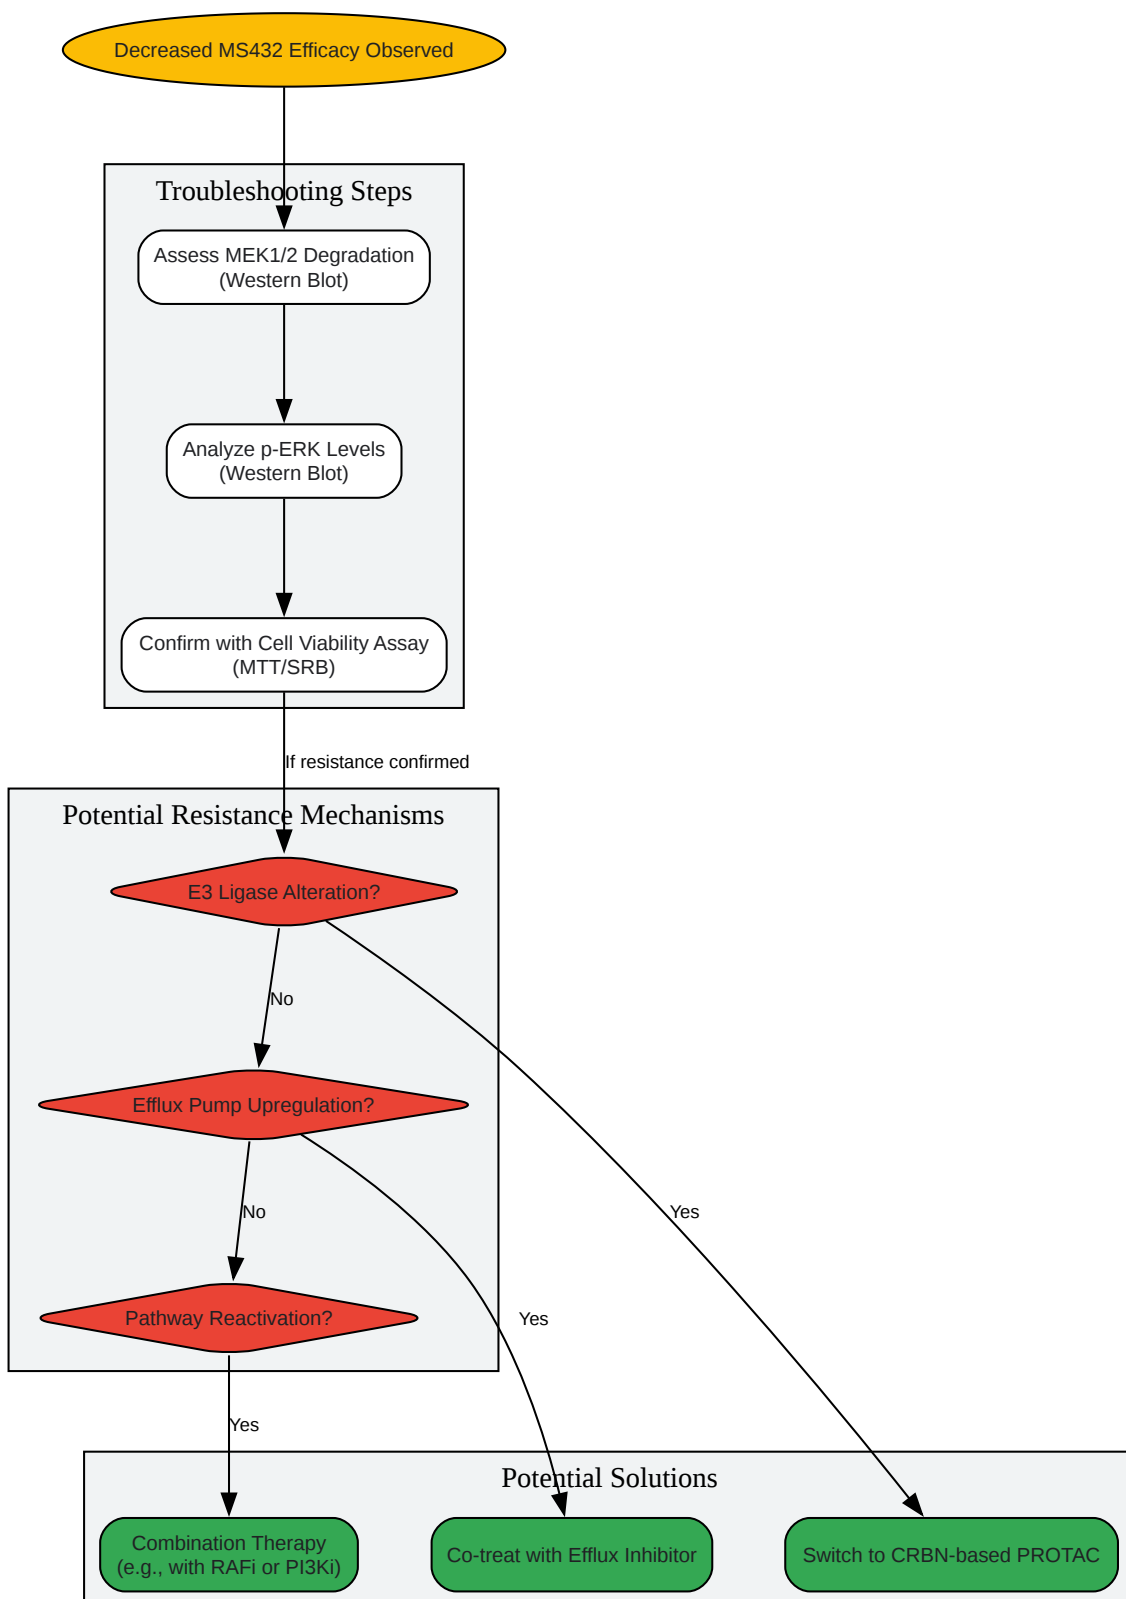 Decreased MS432 Efficacy Observed
Troubleshooting Steps
Assess MEK1/2 Degradation
(Western Blot)
Analyze p-ERK Levels
(Western Blot)
Confirm with Cell Viability Assay
(MTT/SRB)
If resistance confirmed
Potential Resistance Mechanisms
E3 Ligase Alteration?
No
Efflux Pump Upregulation?
No
Yes
Pathway Reactivation?
Yes
Yes
Potential Solutions
Combination Therapy
(e.g., with RAFi or PI3Ki)
Co-treat with Efflux Inhibitor
Switch to CRBN-based PROTAC